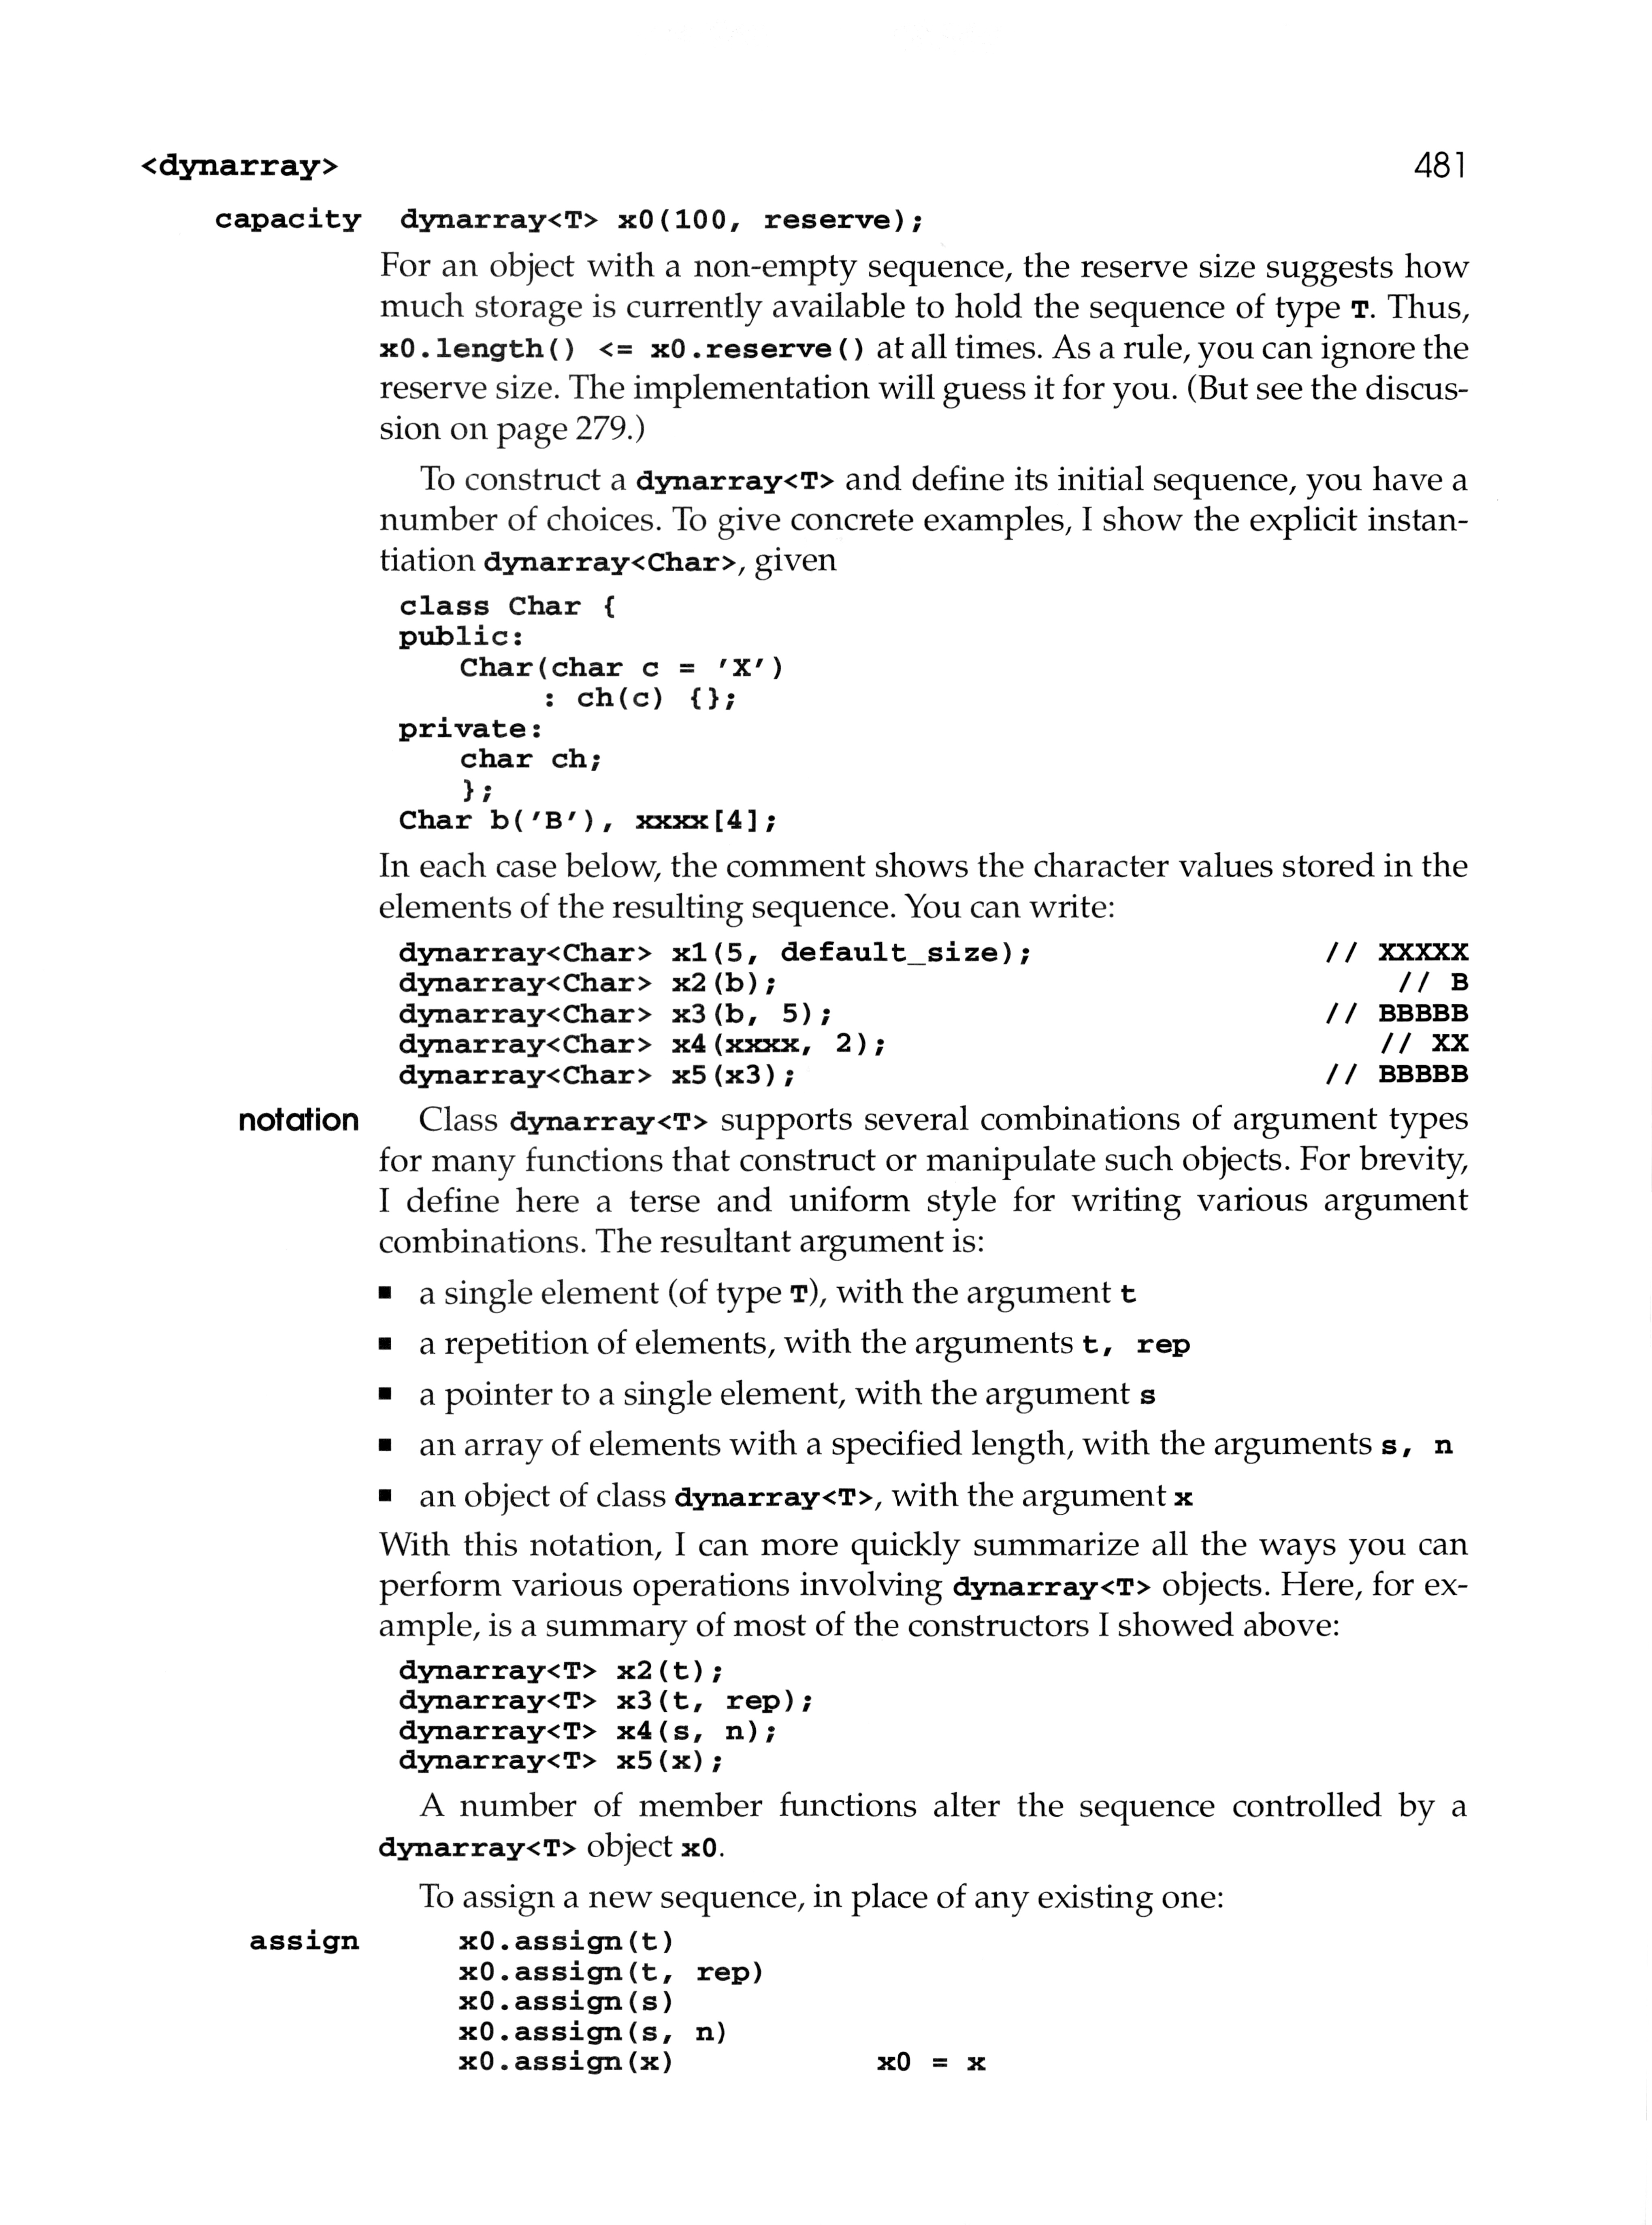 <dynarray> 481
capacity dynarray<T> x0(100, reserve);
For an object with a non-empty sequence, the reserve size suggests how
much storage is currently available to hold the sequence of type T. Thus,
x0.length() <= x0.reserve() at all times. As a rule, you can ignore the
reserve size. The implementation will guess it for you. (But see the discus-
sion on page 279.)
To construct a dynarray<T> and define its initial sequence, you have a
number of choices. To give concrete examples, I show the explicit instan-
tiation dynarray<Char>, given
class Char {
public:
    Char(char c = 'X')
        : ch(c) {};
private:
    char ch;
    };
Char b('B'), xxxx[4];
In each case below, the comment shows the character values stored in the
elements of the resulting sequence. You can write:
dynarray<Char> x1(5, default_size); // XXXXX
dynarray<Char> x2(b); // B
dynarray<Char> x3(b, 5); // BBBBB
dynarray<Char> x4(xxxx, 2); // XX
dynarray<Char> x5(x3); // BBBBB
notation Class dynarray<T> supports several combinations of argument types
for many functions that construct or manipulate such objects. For brevity,
I define here a terse and uniform style for writing various argument
combinations. The resultant argument is:
■ a single element (of type T), with the argument t
■ a repetition of elements, with the arguments t, rep
■ a pointer to a single element, with the argument s
■ an array of elements with a specified length, with the arguments s, n
■ an object of class dynarray<T>, with the argument x
With this notation, I can more quickly summarize all the ways you can
perform various operations involving dynarray<T> objects. Here, for ex-
ample, is a summary of most of the constructors I showed above:
dynarray<T> x2(t);
dynarray<T> x3(t, rep);
dynarray<T> x4(s, n);
dynarray<T> x5(x);
A number of member functions alter the sequence controlled by a
dynarray<T> object x0.
To assign a new sequence, in place of any existing one:
assign x0.assign(t)
x0.assign(t, rep)
x0.assign(s)
x0.assign(s, n)
x0.assign(x) x0 = x